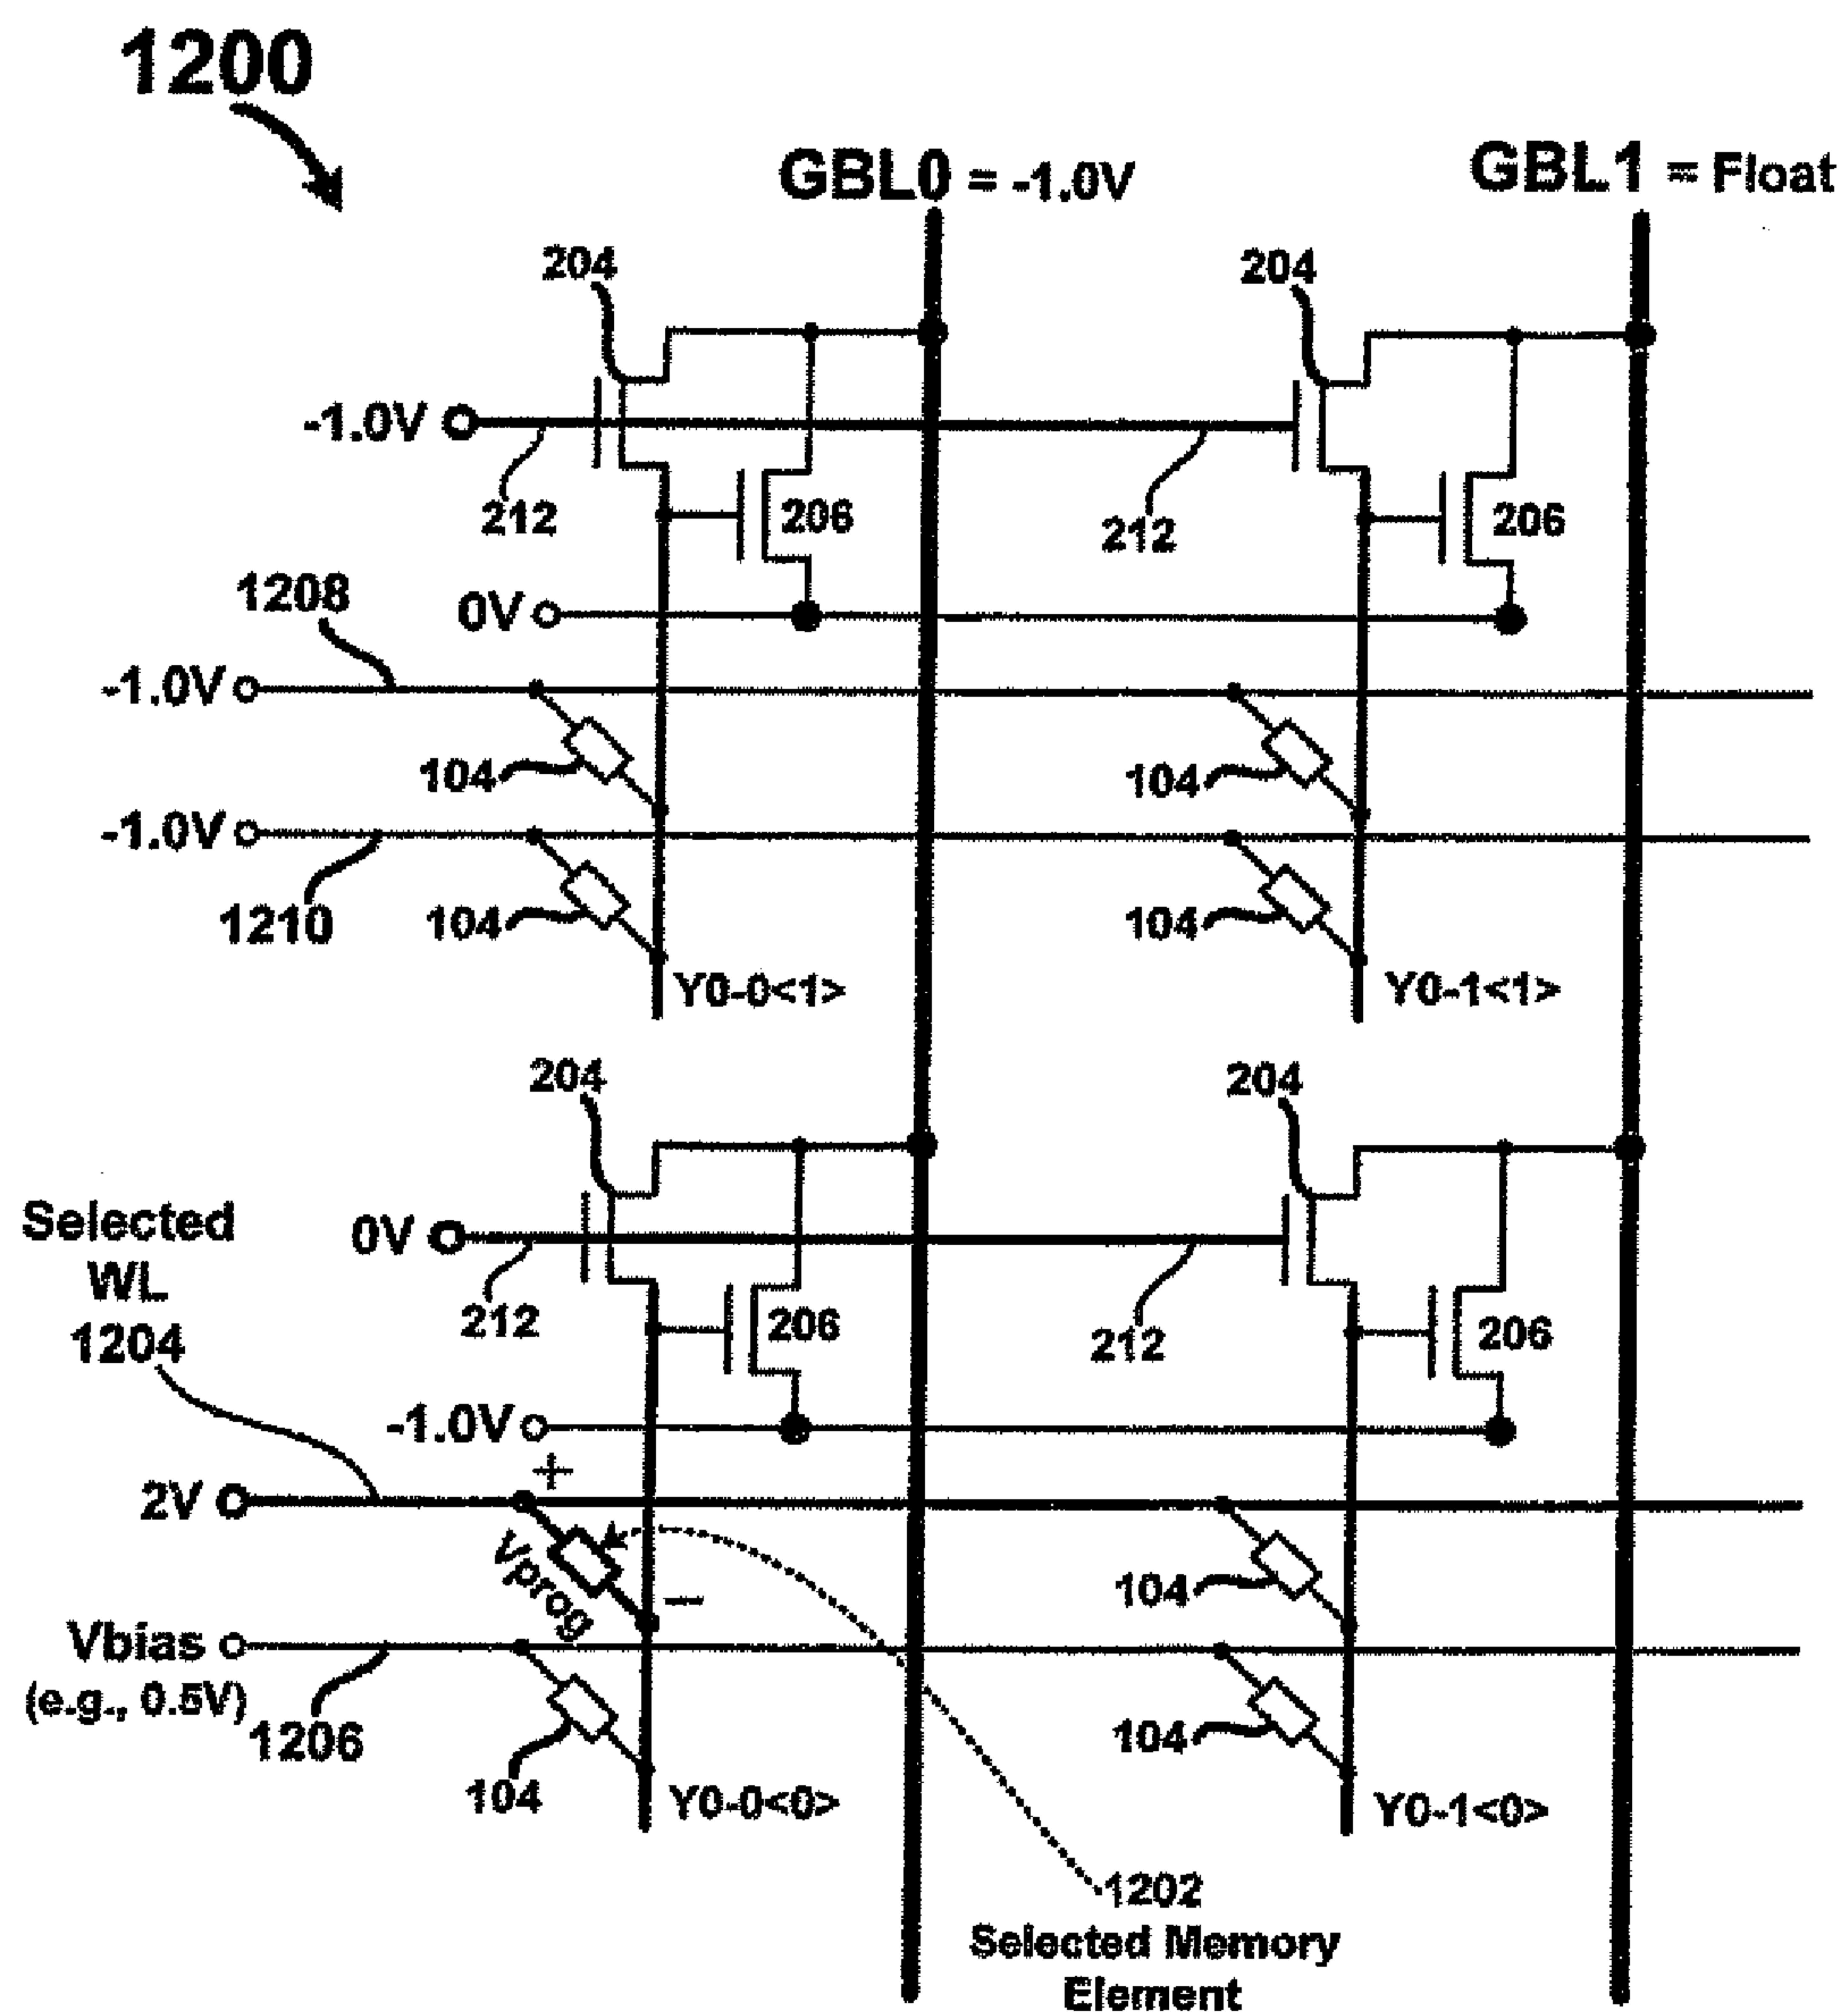 1200
GBL0 = -1.0V
GBL1 = Float
204
204
-1.0V
212
206
212
206
1208
0V
-1.0V
104
104
-1.0V
1210
104
104
Y0-0<1>
Y0-1<1>
204
204
Selected
WL
1204
0V
212
206
212
206
-1.0V
2V
+
Vprog
−
104
Vbias
(e.g., 0.5V)
1206
104
104
Y0-0<0>
Y0-1<0>
1202
Selected Memory
Element